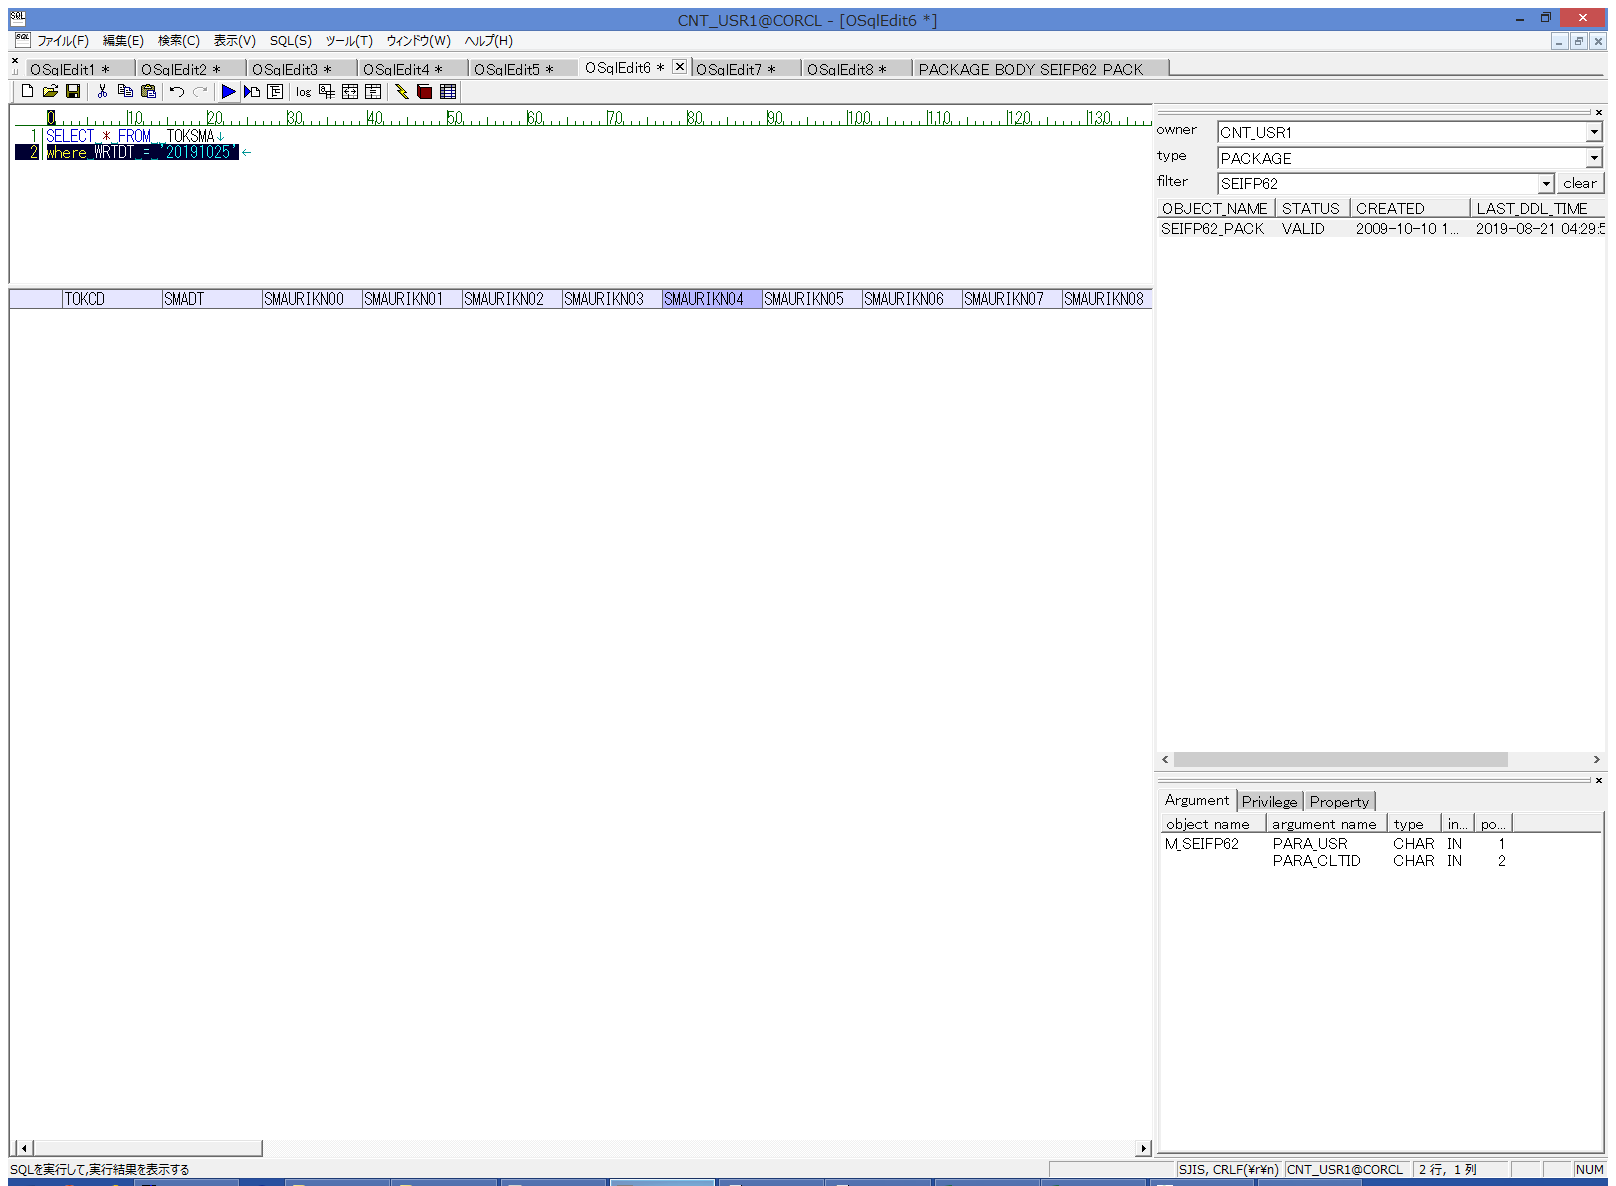 CNT_USR1@CORCL - [OSqlEdit6 *]
ファイル(F) 編集(E) 検索(C) 表示(V) SQL(S) ツール(T) ウィンドウ(W) ヘルプ(H)
OSqlEdit1 * OSqlEdit2 * OSqlEdit3 * OSqlEdit4 * OSqlEdit5 * OSqlEdit6 * OSqlEdit7 * OSqlEdit8 * PACKAGE BODY SEIFP62_PACK
log
0 10 20 30 40 50 60 70 80 90 100 110 120 130
1 SELECT * FROM TOKSMA↓
2 where WRTDT = '20191025'←
TOKCD SMADT SMAURIKN00 SMAURIKN01 SMAURIKN02 SMAURIKN03 SMAURIKN04 SMAURIKN05 SMAURIKN06 SMAURIKN07 SMAURIKN08
owner CNT_USR1
type PACKAGE
filter SEIFP62 clear
OBJECT_NAME STATUS CREATED LAST_DDL_TIME
SEIFP62_PACK VALID 2009-10-10 1... 2019-08-21 04:29:5
Argument Privilege Property
object name argument name type in... po...
M_SEIFP62 PARA_USR CHAR IN 1
PARA_CLTID CHAR IN 2
SQLを実行して,実行結果を表示する
SJIS, CRLF(¥r¥n) CNT_USR1@CORCL 2 行, 1 列 NUM